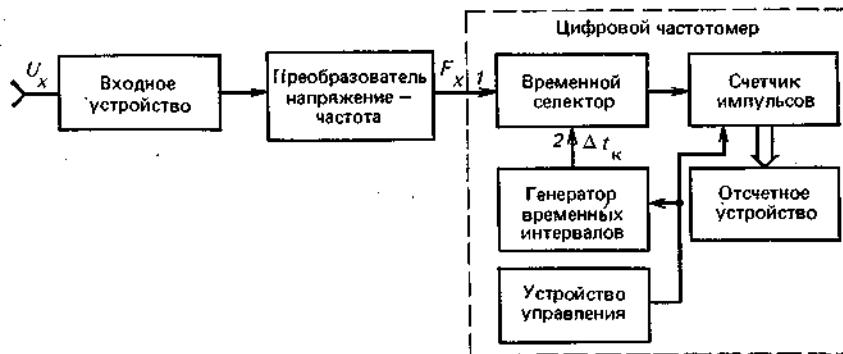 Цифровой частотомер
U_x
Входное
устройство
Преобразователь
напряжение —
частота
F_x
1
Временной
селектор
Счетчик
импульсов
2
Δt_к
Генератор
временных
интервалов
Отсчетное
устройство
Устройство
управления